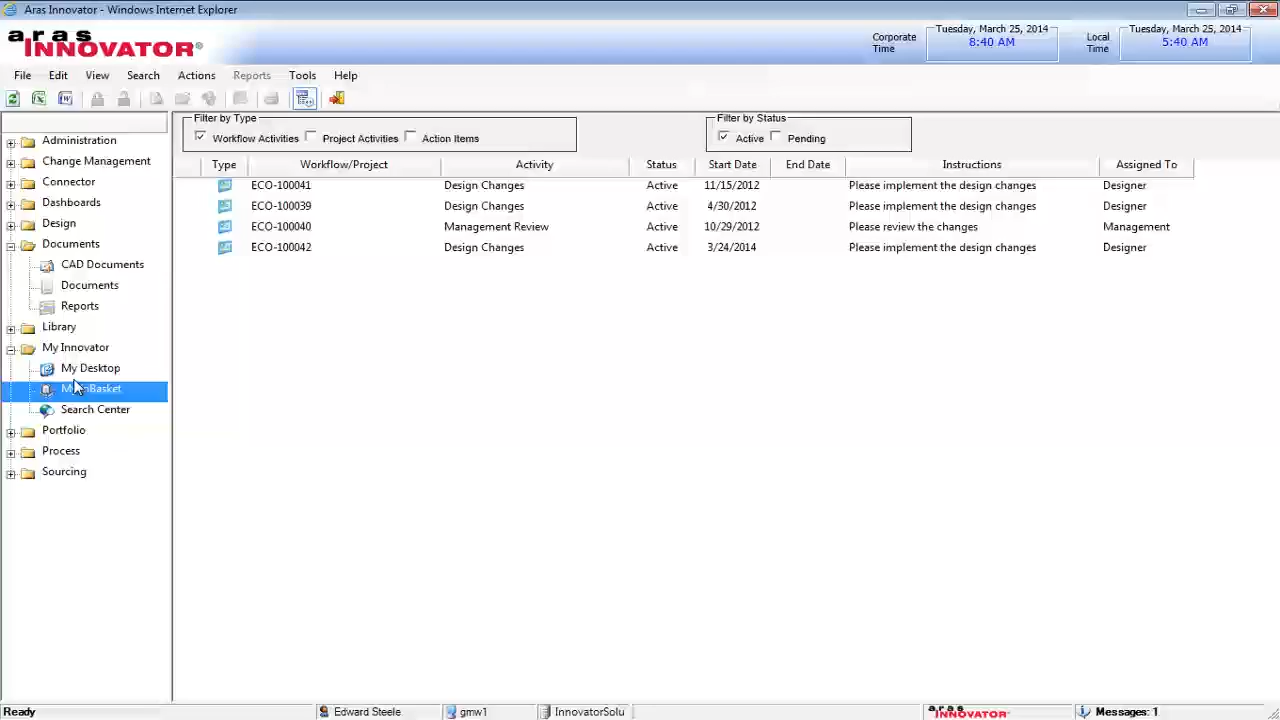 Aras Innovator - Windows Internet Explorer
aras
INNOVATOR®
Corporate Time
Tuesday, March 25, 2014
8:40 AM
Local Time
Tuesday, March 25, 2014
5:40 AM
File Edit View Search Actions Reports Tools Help
Filter by Type
Workflow Activities Project Activities Action Items
Filter by Status
Active Pending
Type Workflow/Project Activity Status Start Date End Date Instructions Assigned To
ECO-100041 Design Changes Active 11/15/2012 Please implement the design changes Designer
ECO-100039 Design Changes Active 4/30/2012 Please implement the design changes Designer
ECO-100040 Management Review Active 10/29/2012 Please review the changes Management
ECO-100042 Design Changes Active 3/24/2014 Please implement the design changes Designer
Administration
Change Management
Connector
Dashboards
Design
Documents
CAD Documents
Documents
Reports
Library
My Innovator
My Desktop
My InBasket
Search Center
Portfolio
Process
Sourcing
Ready Edward Steele gmw1 InnovatorSolu aras INNOVATOR Messages: 1